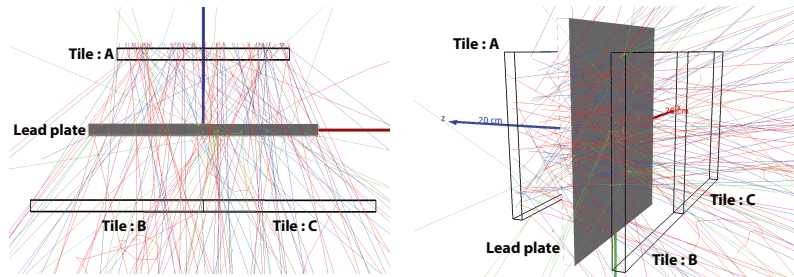 Tile : A
Lead plate
Tile : B
Tile : C
Tile : A
z
20 cm
Tile : C
Lead plate
Tile : B